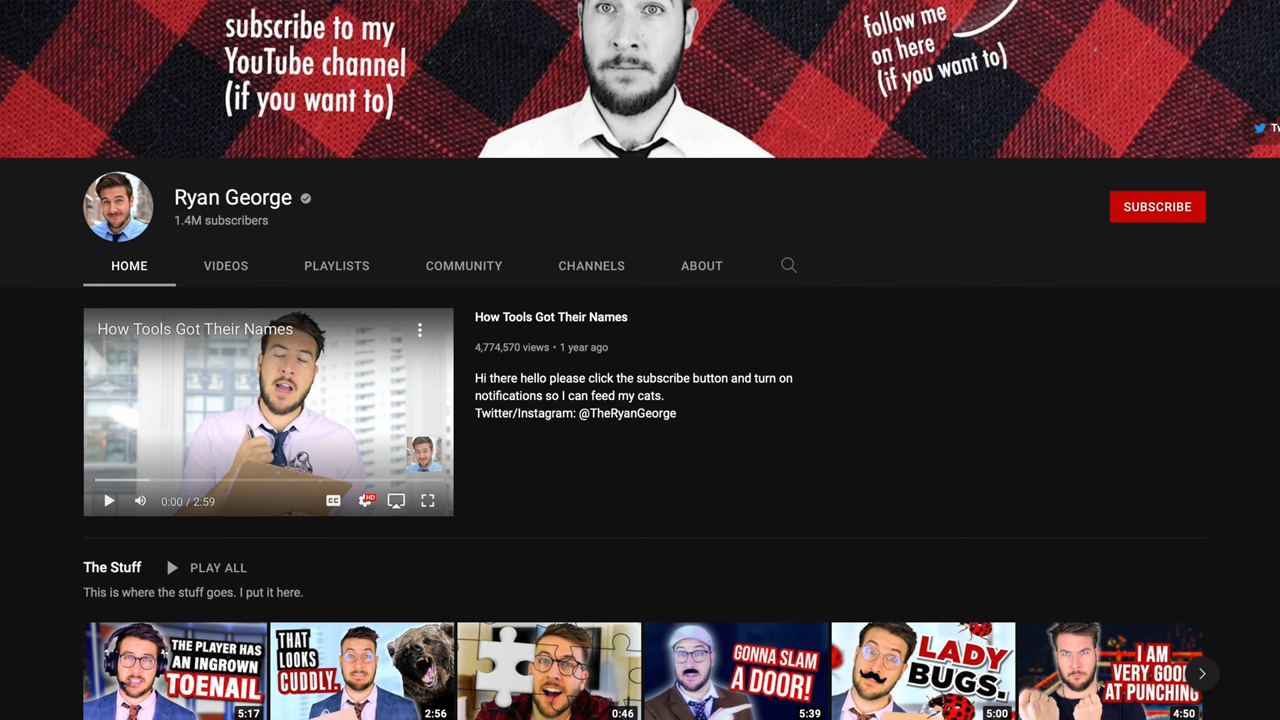 subscribe to my
YouTube channel
(if you want to)
follow me
on here
(if you want to)
Ryan George
1.4M subscribers
SUBSCRIBE
HOME
VIDEOS
PLAYLISTS
COMMUNITY
CHANNELS
ABOUT
How Tools Got Their Names
0:00 / 2:59
CC
HD
How Tools Got Their Names
4,774,570 views • 1 year ago
Hi there hello please click the subscribe button and turn on
notifications so I can feed my cats.
Twitter/Instagram: @TheRyanGeorge
The Stuff
PLAY ALL
This is where the stuff goes. I put it here.
THE PLAYER HAS
AN INGROWN
TOENAIL
5:17
THAT
LOOKS
CUDDLY.
2:56
0:46
GONNA SLAM
A DOOR!
5:39
LADY
BUGS.
5:00
I AM
VERY GOOD
AT PUNCHING
4:50